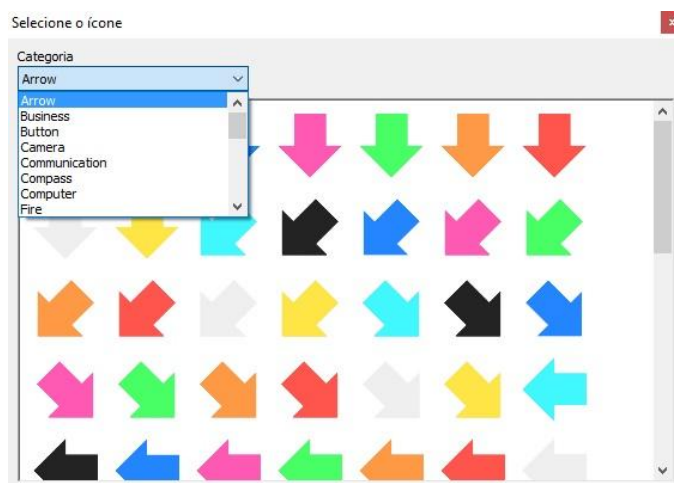 Selecione o ícone
Categoria
Arrow
Arrow
Business
Button
Camera
Communication
Compass
Computer
Fire